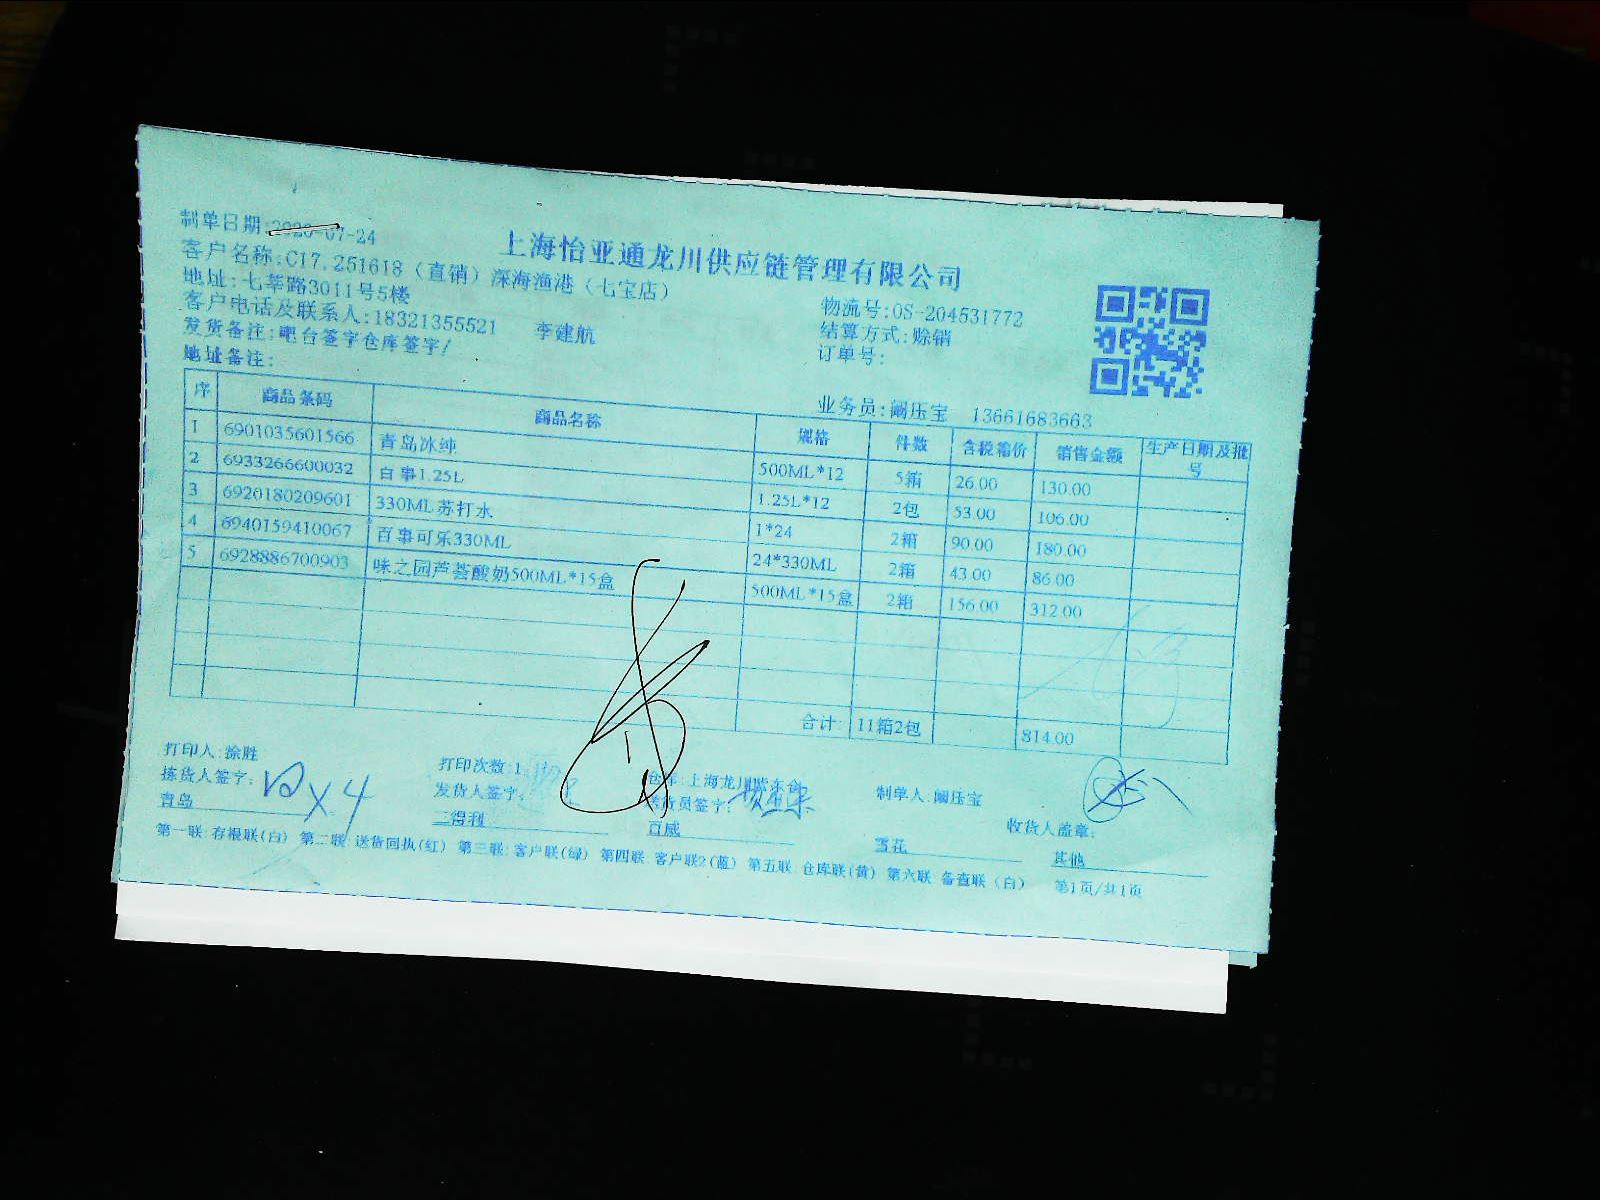 制单日期:2020-07-24
上海怡亚通龙川供应链管理有限公司
客户名称:C17.251618（直销）深海渔港（七宝店）
地址:七莘路3011号5楼
物流号:OS-204531772
客户电话及联系人:18321355521 李建航
结算方式:赊销
发货备注:吧台签字仓库签字/
订单号:
地址备注:
业务员:阚压宝 13661683663
序 商品条码 商品名称 规格 件数 含税箱价 销售金额 生产日期及批号
1 6901035601566 青岛冰纯 500ML*12 5箱 26.00 130.00
2 6933266600032 百事1.25L 1.25L*12 2包 53.00 106.00
3 6920180209601 330ML苏打水 1*24 2箱 90.00 180.00
4 6940159410067 百事可乐330ML 24*330ML 2箱 43.00 86.00
5 6928886700903 味之园芦荟酸奶500ML*15盒 500ML*15盒 2箱 156.00 312.00
合计: 11箱2包 814.00
打印人:徐胜 打印次数:1 仓库:上海龙川 东仓 制单人:阚压宝
拣货人签字: 发货人签字: 送货员签字: 收货人盖章:
X4
青岛 三得利 百威 雪花 其他
第一联:存根联(白) 第二联:送货回执(红) 第三联:客户联(绿) 第四联:客户联2(蓝) 第五联:仓库联(黄) 第六联:备查联（白） 第1页/共1页